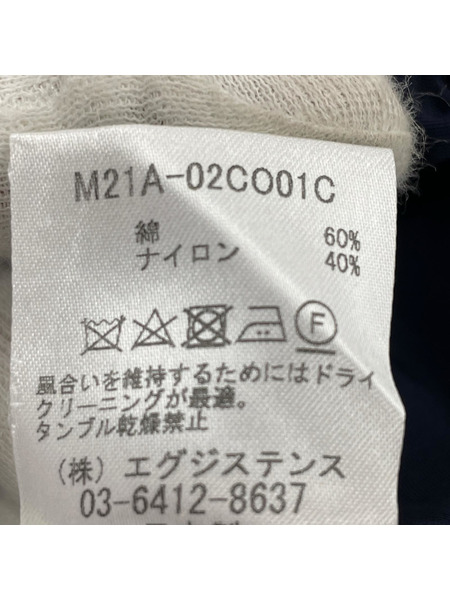 M21A-02CO01C
綿 60%
ナイロン 40%
F
風合いを維持するためにはドライ
クリーニングが最適。
タンブル乾燥禁止
(株) エグジステンス
03-6412-8637